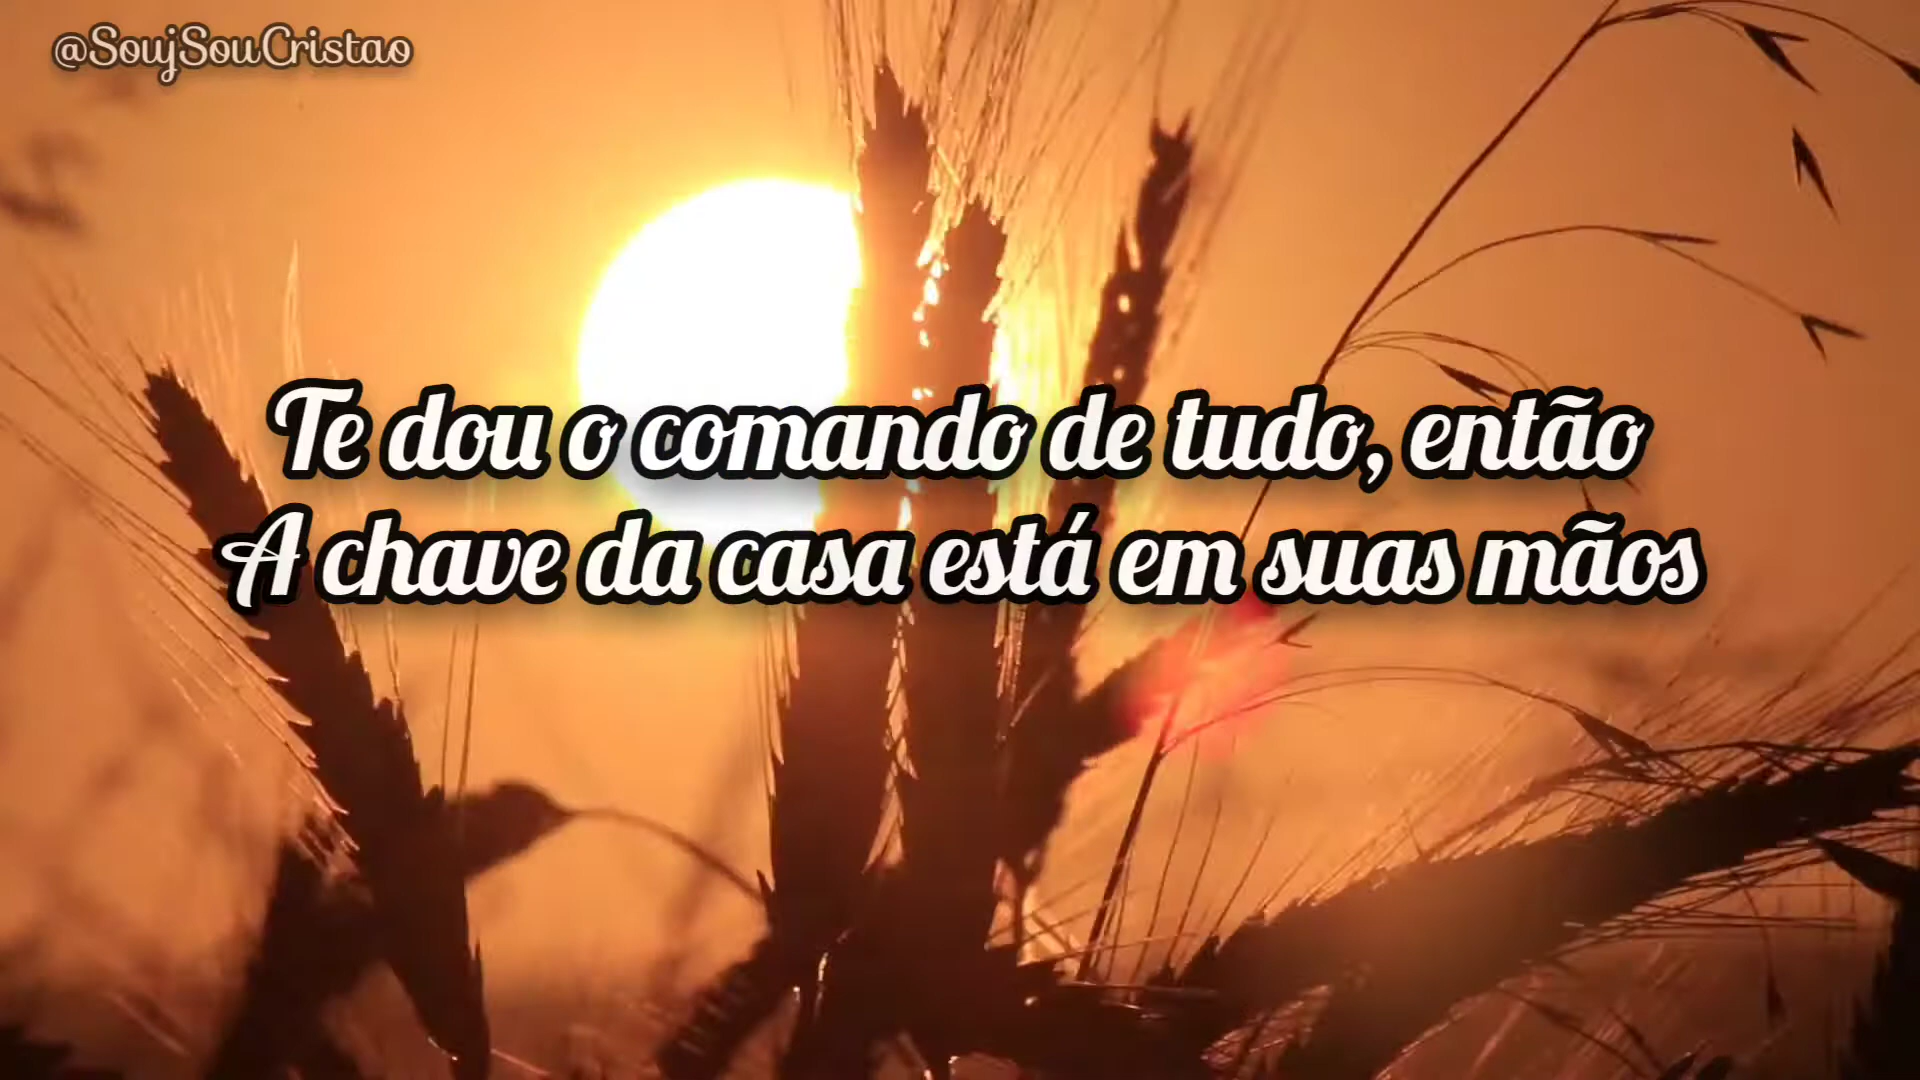 @SoujSouCristao
Te dou o comando de tudo, então
A chave da casa está em suas mãos